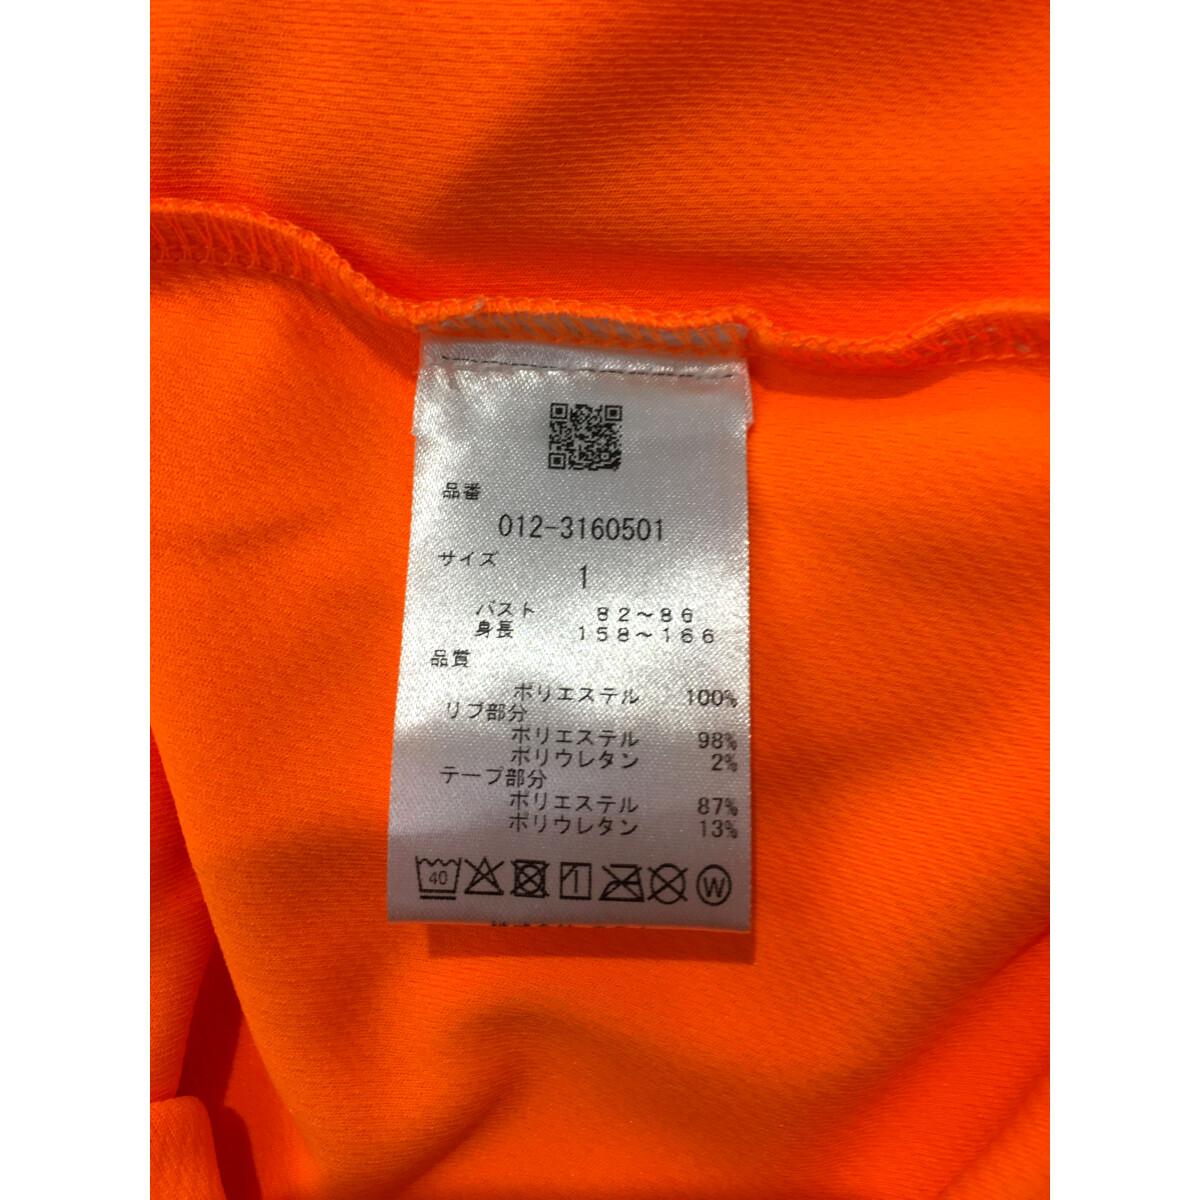 品番
012-3160501
サイズ
1
バスト 82～86
身長 158～166
品質
ポリエステル 100%
リブ部分
ポリエステル 98%
ポリウレタン 2%
テープ部分
ポリエステル 87%
ポリウレタン 13%
40 W